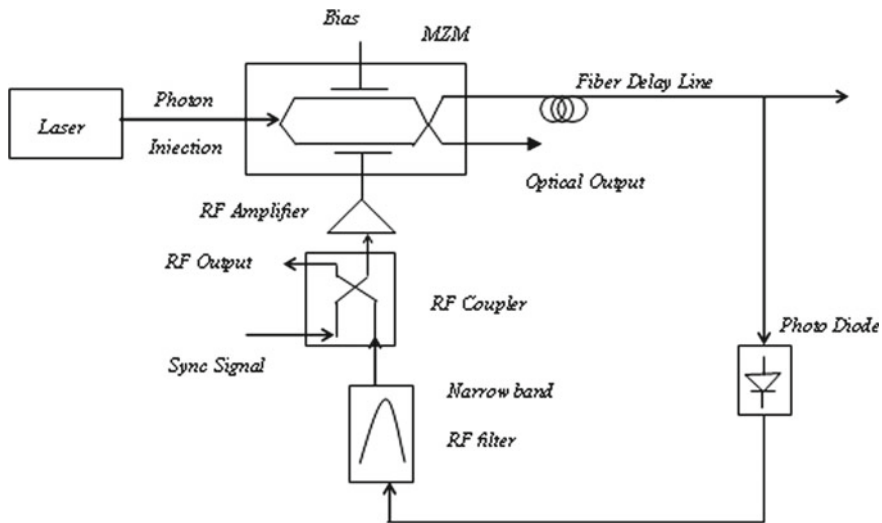 Bias
MZM
Laser
Photon
Injection
Fiber Delay Line
Optical Output
RF Amplifier
RF Output
RF Coupler
Sync Signal
Photo Diode
Narrow band
RF filter